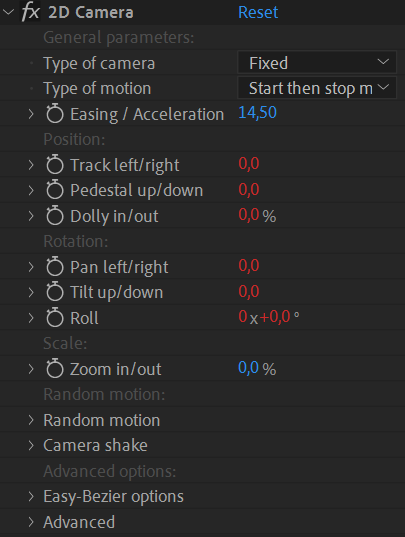 fx 2D Camera Reset
General parameters:
Type of camera Fixed
Type of motion Start then stop m
Easing / Acceleration 14,50
Position:
Track left/right 0,0
Pedestal up/down 0,0
Dolly in/out 0,0 %
Rotation:
Pan left/right 0,0
Tilt up/down 0,0
Roll 0 x +0,0 °
Scale:
Zoom in/out 0,0 %
Random motion:
Random motion
Camera shake
Advanced options:
Easy-Bezier options
Advanced